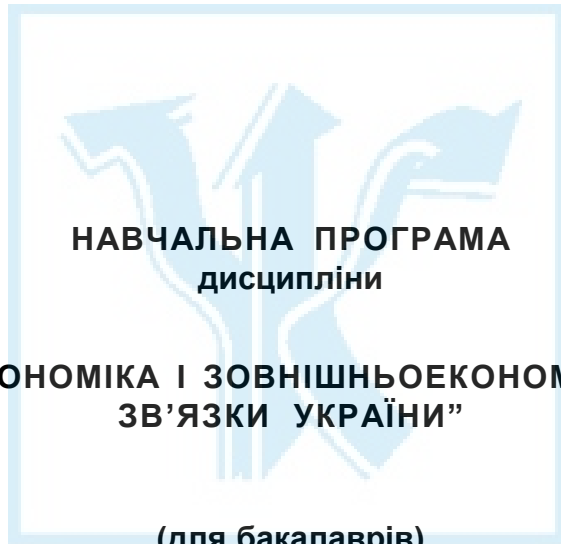 НАВЧАЛЬНА ПРОГРАМА
дисципліни
ОНОМІКА І ЗОВНІШНЬОЕКОНОМ
ЗВ’ЯЗКИ УКРАЇНИ”
(для бакалаврів)